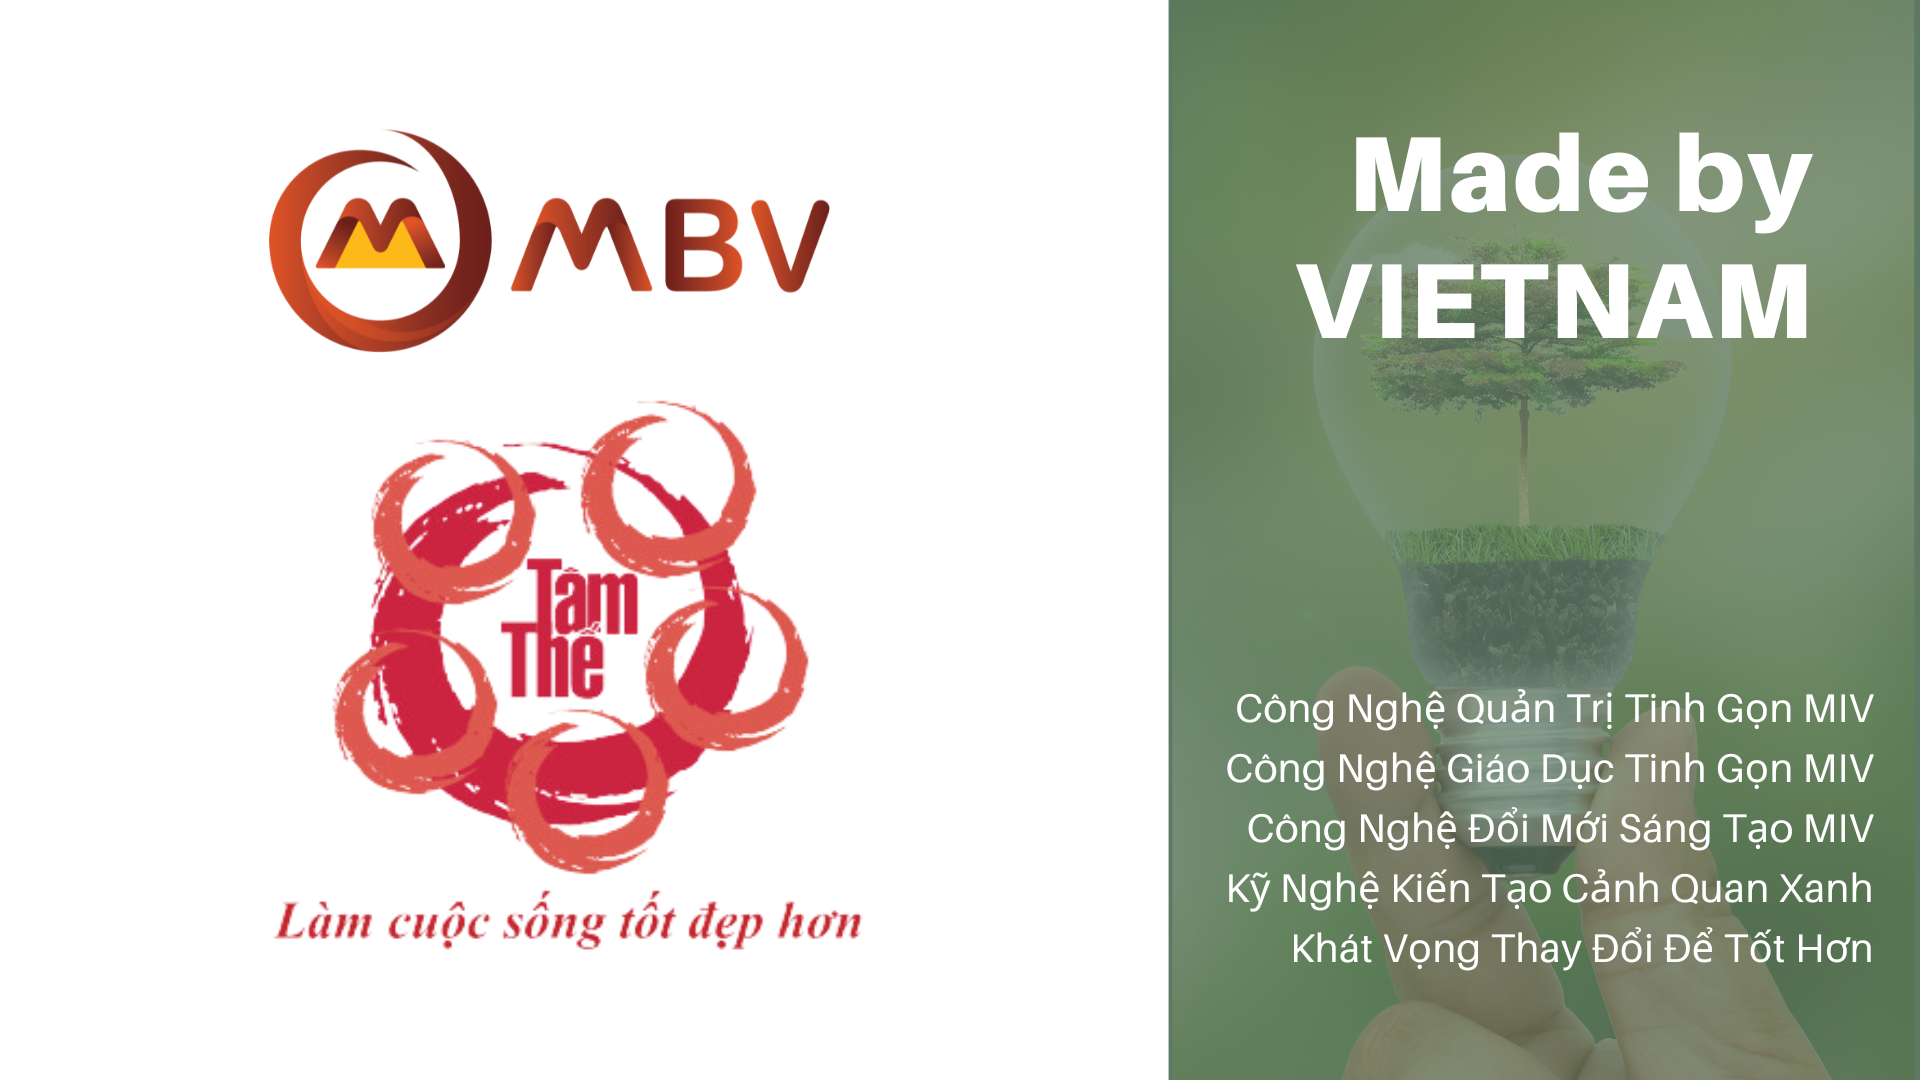 MBV
Tâm
Thế
Làm cuộc sống tốt đẹp hơn
Made by
VIETNAM
Công Nghệ Quản Trị Tinh Gọn MIV
Công Nghệ Giáo Dục Tinh Gọn MIV
Công Nghệ Đổi Mới Sáng Tạo MIV
Kỹ Nghệ Kiến Tạo Cảnh Quan Xanh
Khát Vọng Thay Đổi Để Tốt Hơn